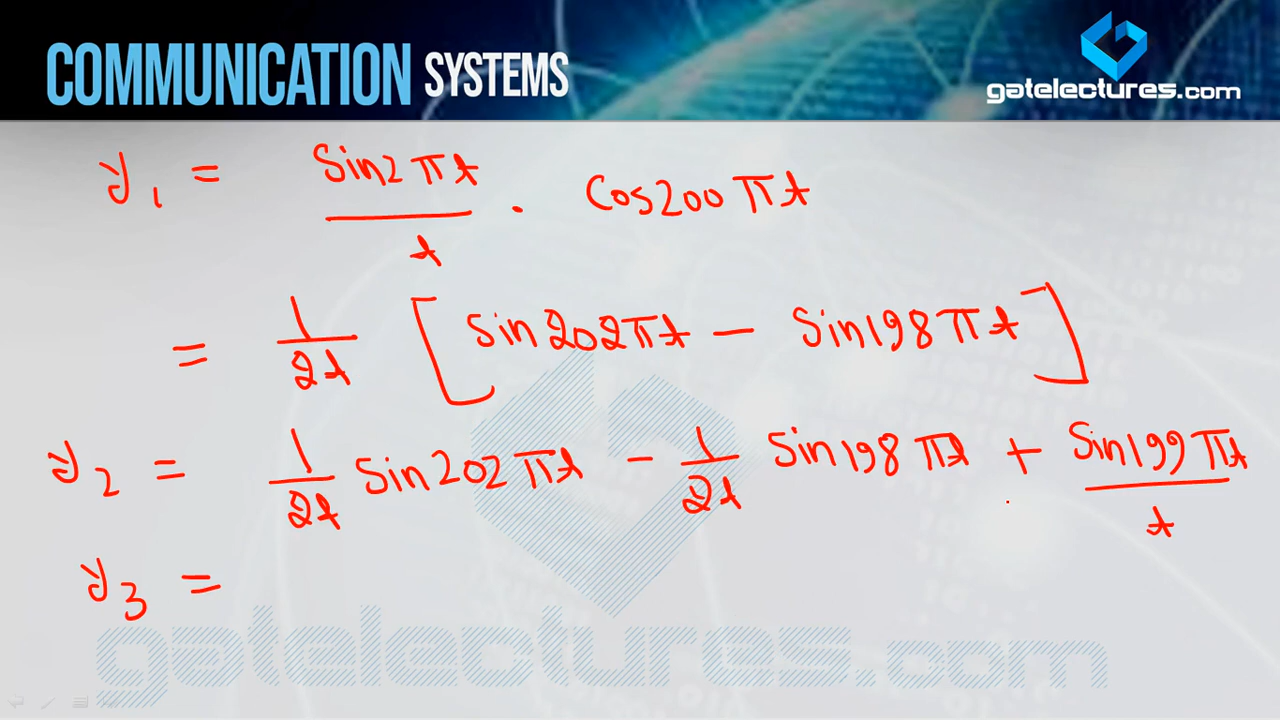 COMMUNICATION SYSTEMS
gatelectures.com
y₁ = Sin2πt / t · Cos200πt
= 1/2t [ Sin202πt − Sin198πt ]
y₂ = 1/2t Sin202πt − 1/2t Sin198πt + Sin199πt / t
y₃ =
gatelectures.com